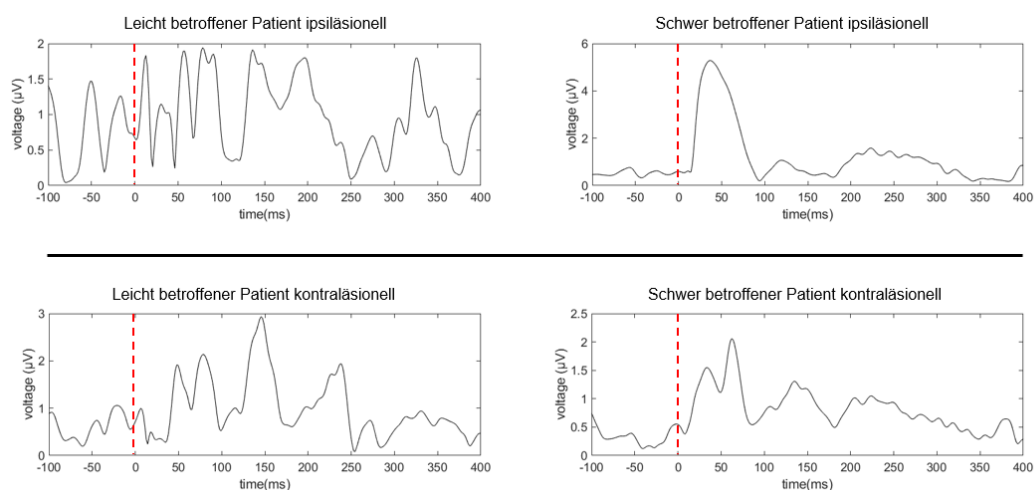 Leicht betroffener Patient ipsiläsionell
2
1.5
1
0.5
0
voltage (µV)
-100 -50 0 50 100 150 200 250 300 350 400
time(ms)
Schwer betroffener Patient ipsiläsionell
6
4
2
0
voltage (µV)
-100 -50 0 50 100 150 200 250 300 350 400
time(ms)
Leicht betroffener Patient kontraläsionell
3
2
1
0
voltage (µV)
-100 -50 0 50 100 150 200 250 300 350 400
time(ms)
Schwer betroffener Patient kontraläsionell
2.5
2
1.5
1
0.5
0
voltage (µV)
-100 -50 0 50 100 150 200 250 300 350 400
time(ms)